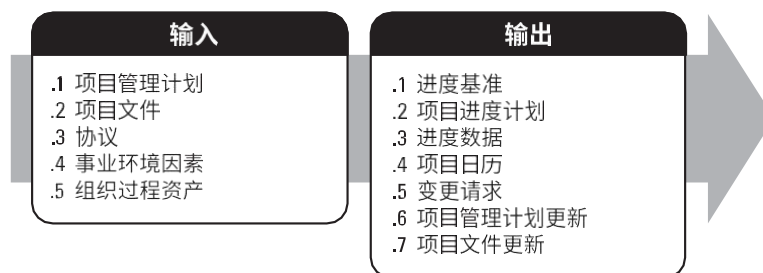 输入
.1 项目管理计划
.2 项目文件
.3 协议
.4 事业环境因素
.5 组织过程资产
输出
.1 进度基准
.2 项目进度计划
.3 进度数据
.4 项目日历
.5 变更请求
.6 项目管理计划更新
.7 项目文件更新